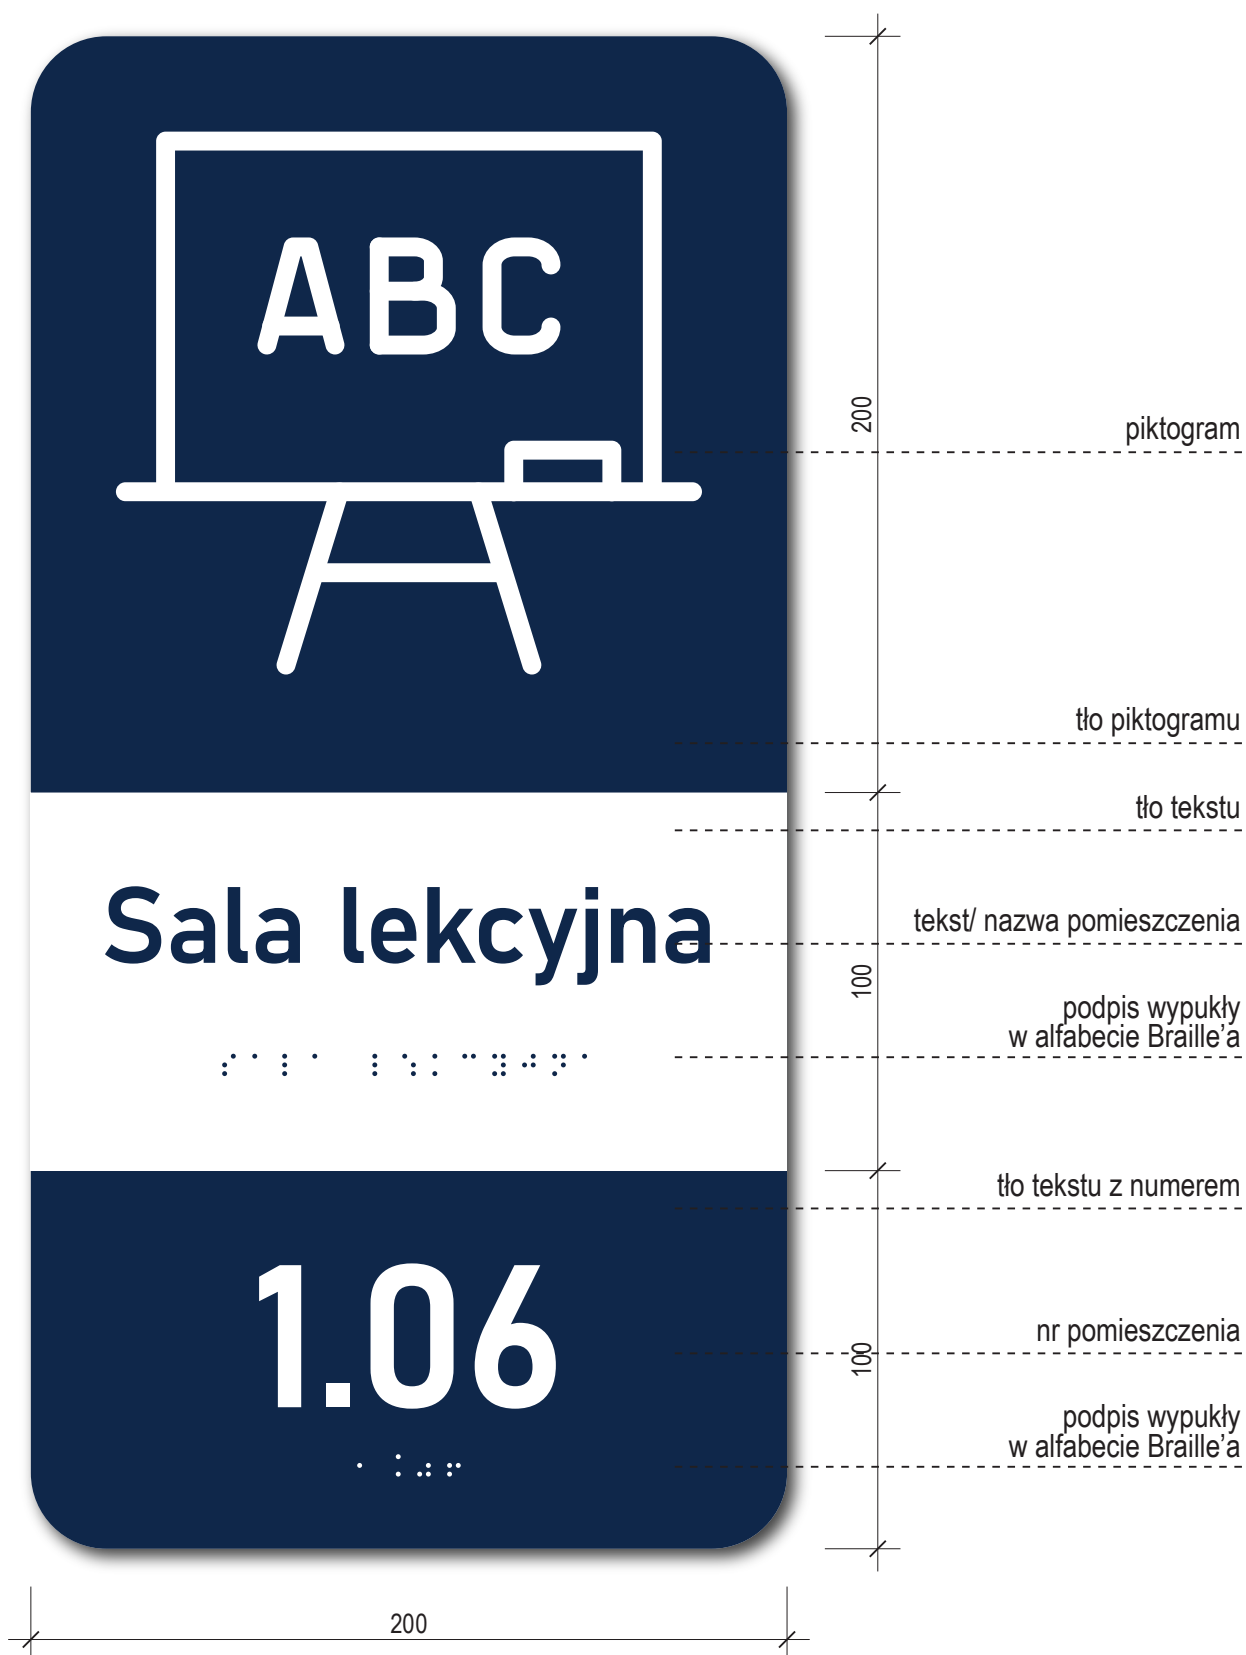 ABC
200
piktogram
tło piktogramu
tło tekstu
Sala lekcyjna
tekst/ nazwa pomieszczenia
100
podpis wypukły
w alfabecie Braille’a
tło tekstu z numerem
1.06
nr pomieszczenia
100
podpis wypukły
w alfabecie Braille’a
200